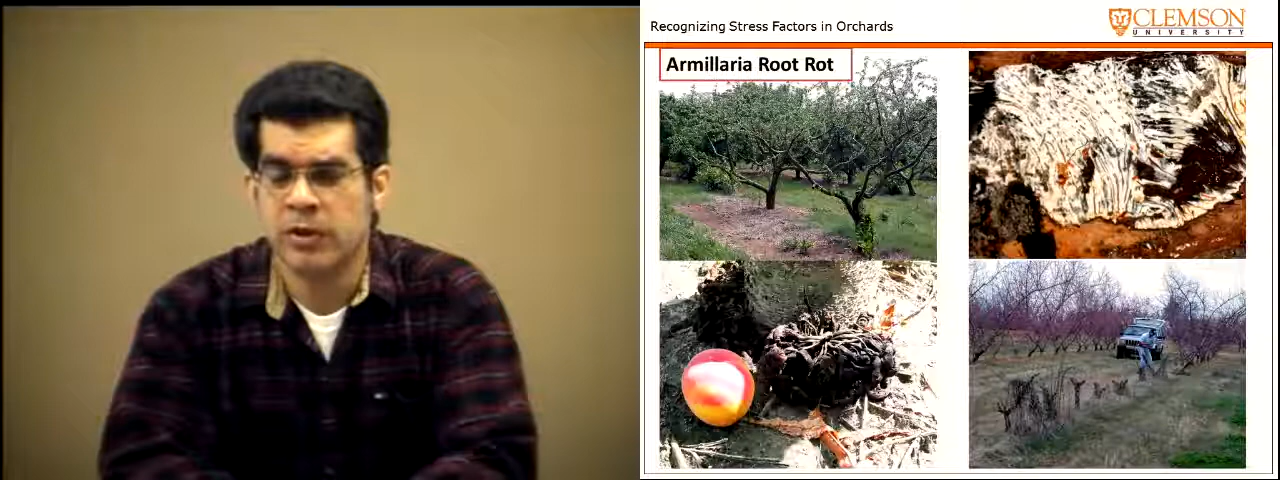 Recognizing Stress Factors in Orchards
CLEMSON
UNIVERSITY
Armillaria Root Rot